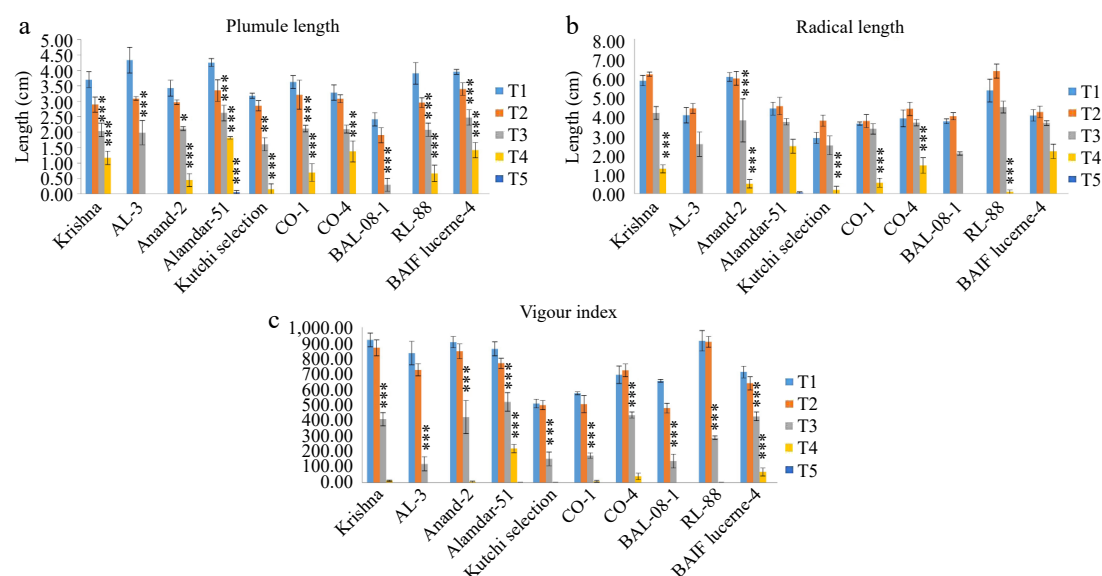 a
Plumule length
Length (cm)
5.00
4.50
4.00
3.50
3.00
2.50
2.00
1.50
1.00
0.50
0.00
***
***
***
*
***
***
***
***
**
***
***
***
***
***
**
***
***
***
Krishna
AL-3
Anand-2
Alamdar-51
Kutchi selection
CO-1
CO-4
BAL-08-1
RL-88
BAIF lucerne-4
T1
T2
T3
T4
T5
b
Radical length
Length (cm)
8.00
7.00
6.00
5.00
4.00
3.00
2.00
1.00
0.00
***
***
***
***
***
***
***
Krishna
AL-3
Anand-2
Alamdar-51
Kutchi selection
CO-1
CO-4
BAL-08-1
RL-88
BAIF lucerne-4
T1
T2
T3
T4
T5
c
Vigour index
1,000.00
900.00
800.00
700.00
600.00
500.00
400.00
300.00
200.00
100.00
0.00
***
***
***
***
***
***
***
***
***
***
***
***
Krishna
AL-3
Anand-2
Alamdar-51
Kutchi selection
CO-1
CO-4
BAL-08-1
RL-88
BAIF lucerne-4
T1
T2
T3
T4
T5